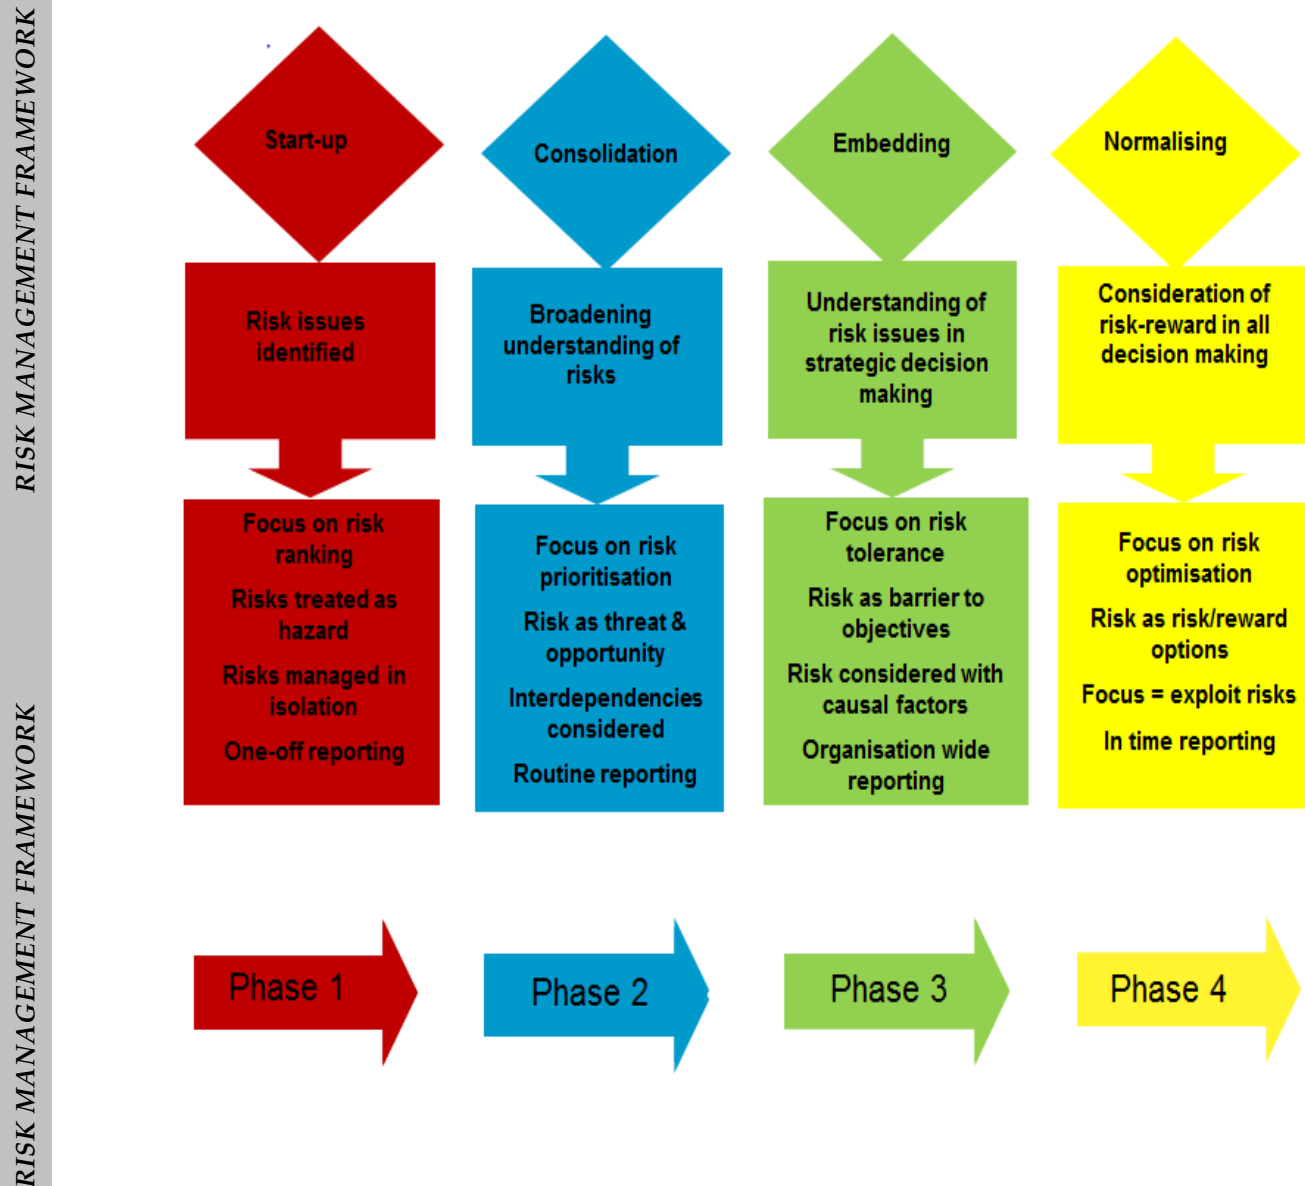 RISK MANAGEMENT FRAMEWORK
RISK MANAGEMENT FRAMEWORK
Start-up
Risk issues
identified
Focus on risk
ranking
Risks treated as
hazard
Risks managed in
isolation
One-off reporting
Phase 1
Consolidation
Broadening
understanding of
risks
Focus on risk
prioritisation
Risk as threat &
opportunity
Interdependencies
considered
Routine reporting
Phase 2
Embedding
Understanding of
risk issues in
strategic decision
making
Focus on risk
tolerance
Risk as barrier to
objectives
Risk considered with
causal factors
Organisation wide
reporting
Phase 3
Normalising
Consideration of
risk-reward in all
decision making
Focus on risk
optimisation
Risk as risk/reward
options
Focus = exploit risks
In time reporting
Phase 4